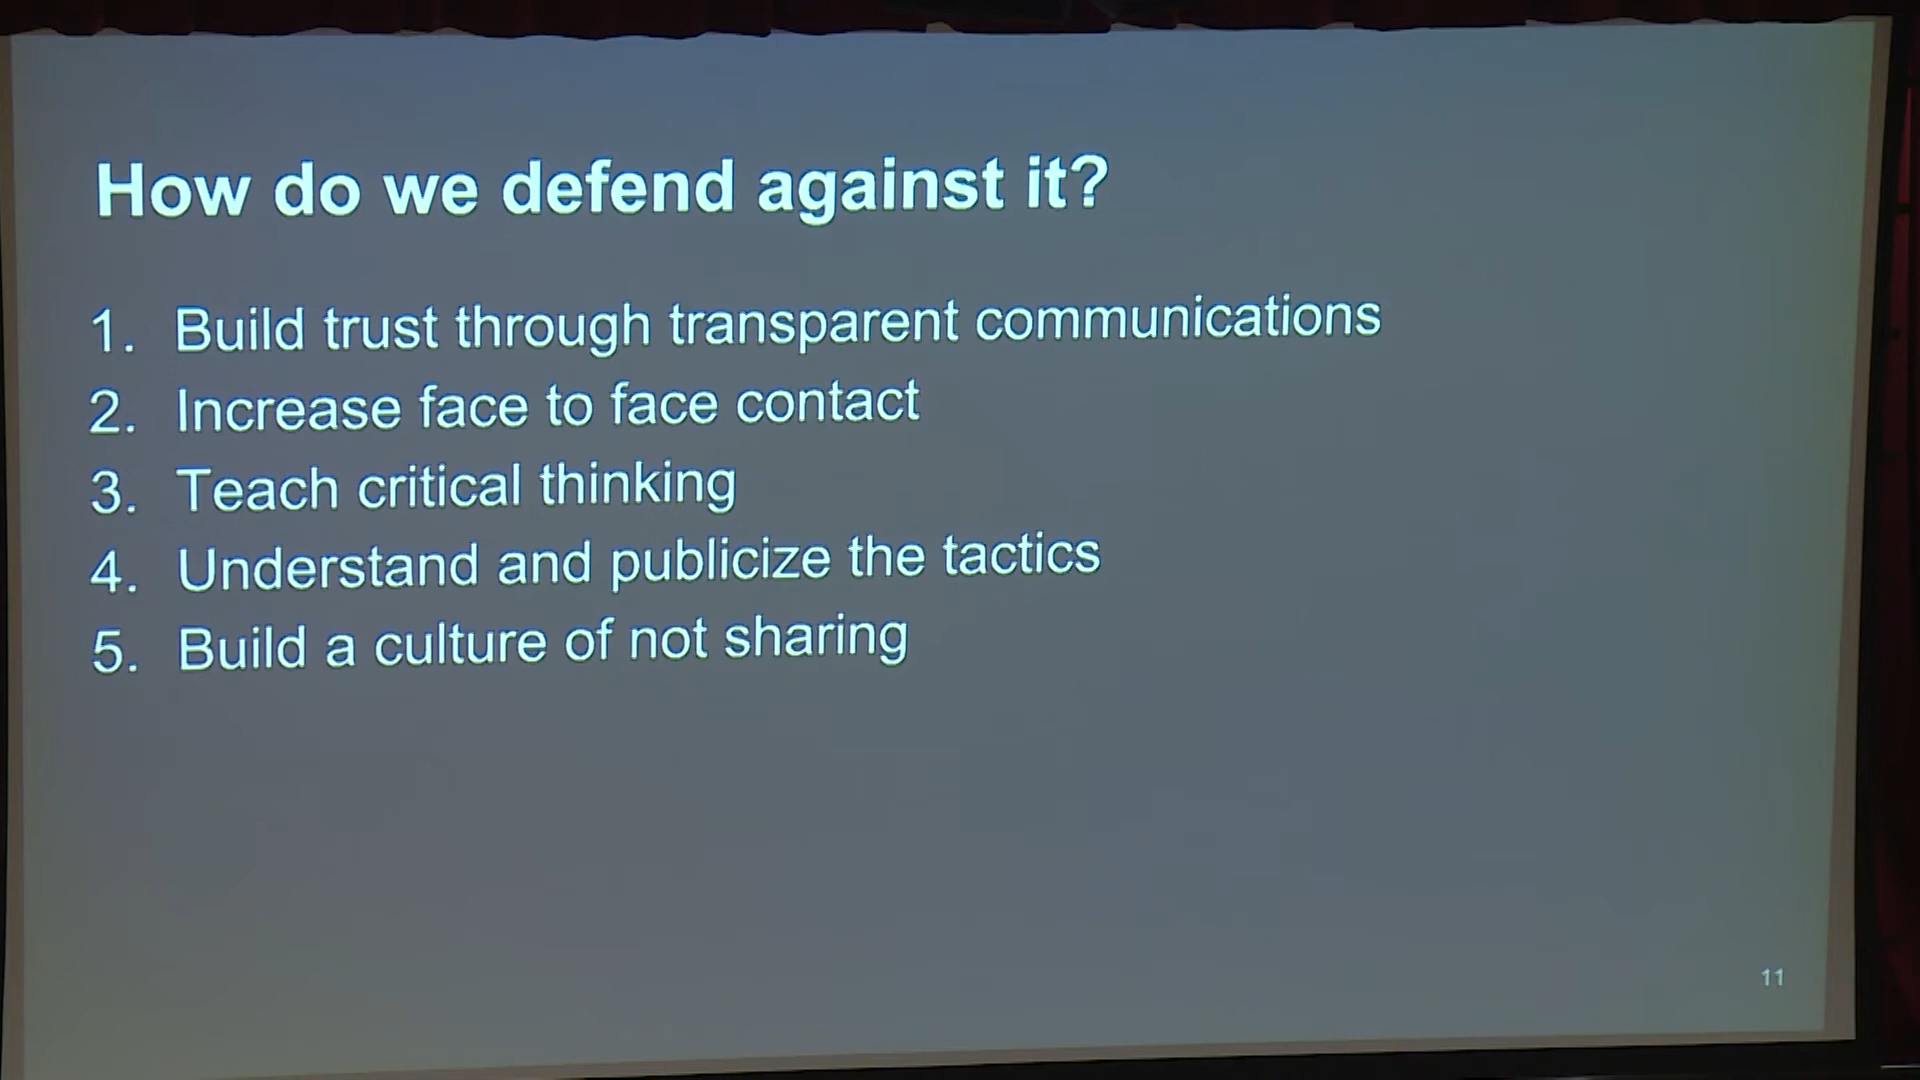 How do we defend against it?
1. Build trust through transparent communications
2. Increase face to face contact
3. Teach critical thinking
4. Understand and publicize the tactics
5. Build a culture of not sharing
11